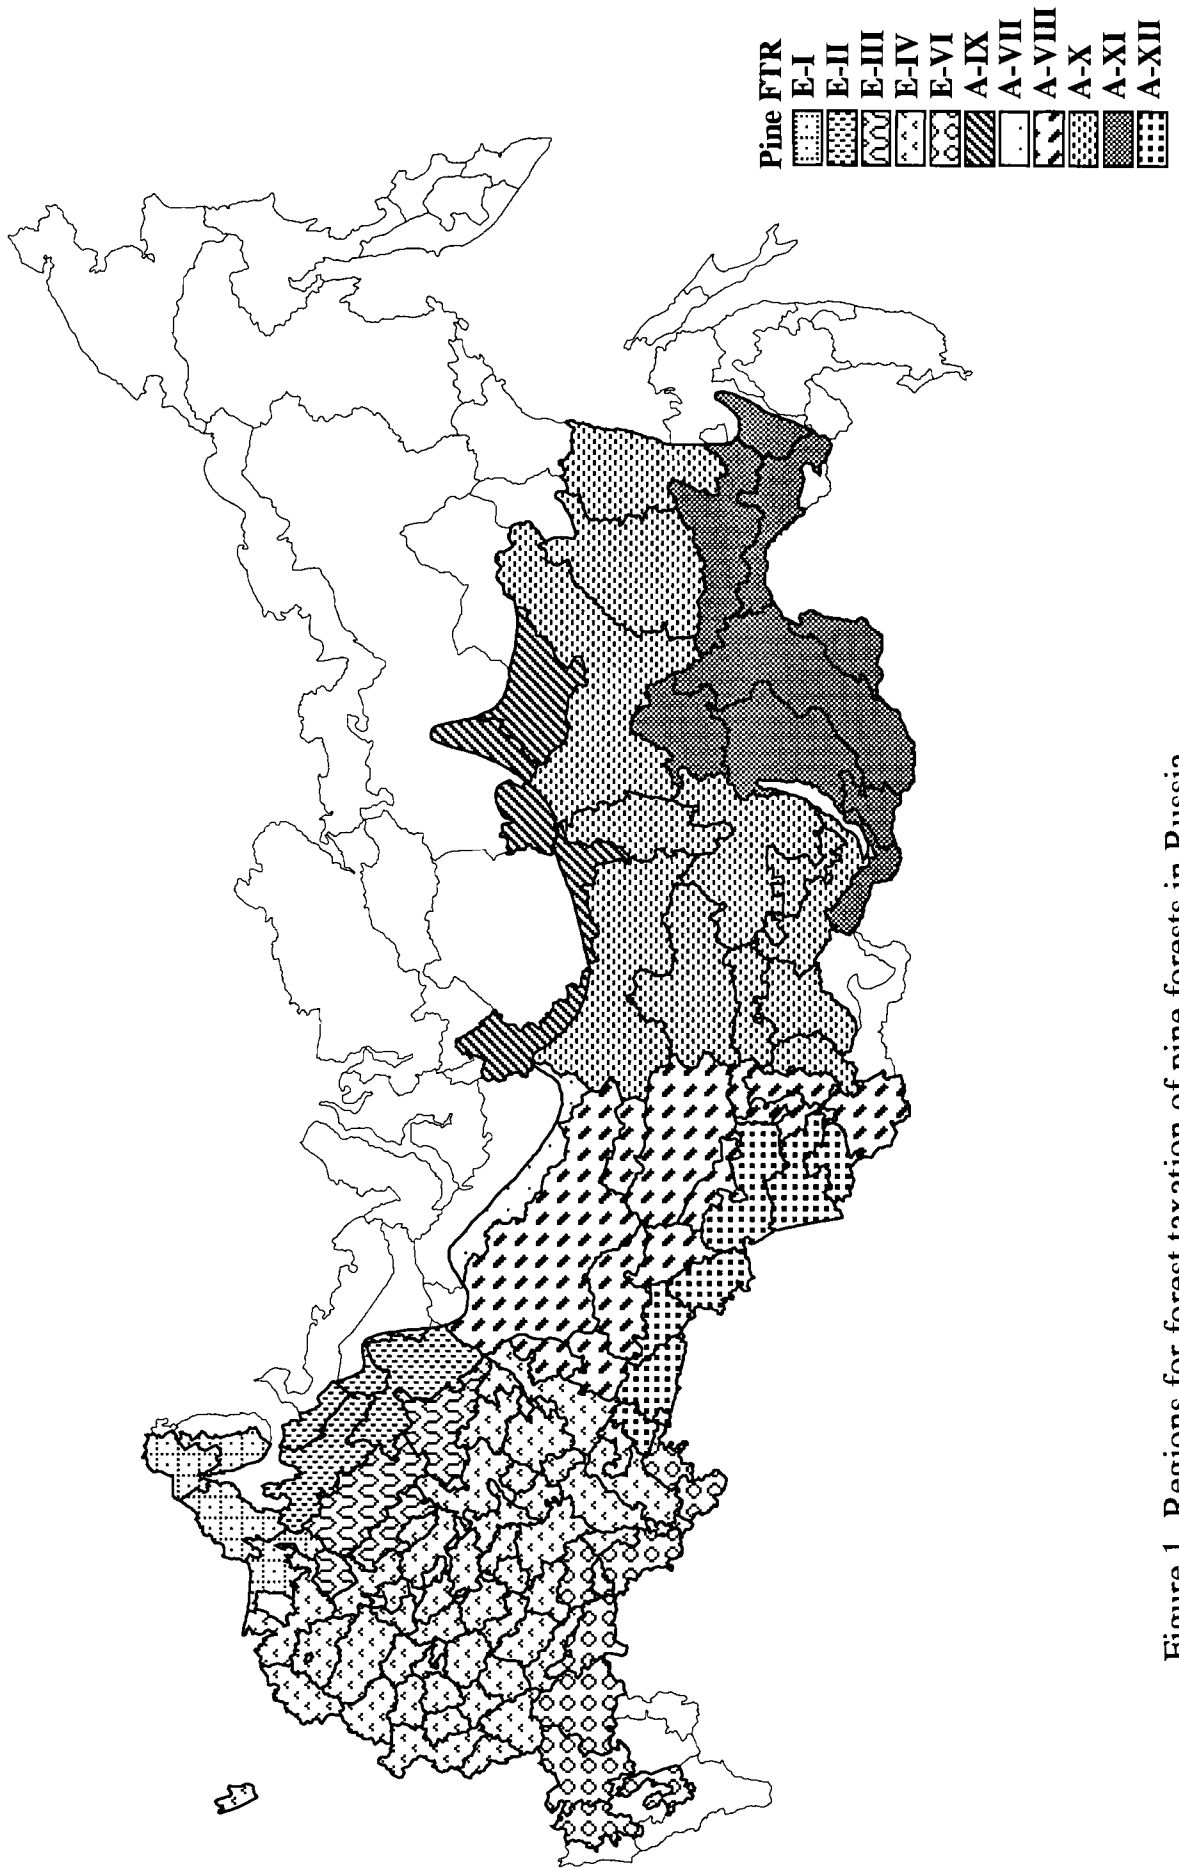 Pine FTR
E-I
E-II
E-III
E-IV
E-VI
A-IX
A-VII
A-VIII
A-X
A-XI
A-XII
Figure 1. Regions for forest taxation of pine forests in Russia